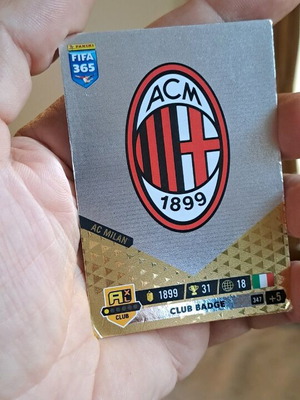 PANINI
FIFA
365
ACM
1899
AC MILAN
1899 31 18
CLUB
CLUB BADGE
347 +5